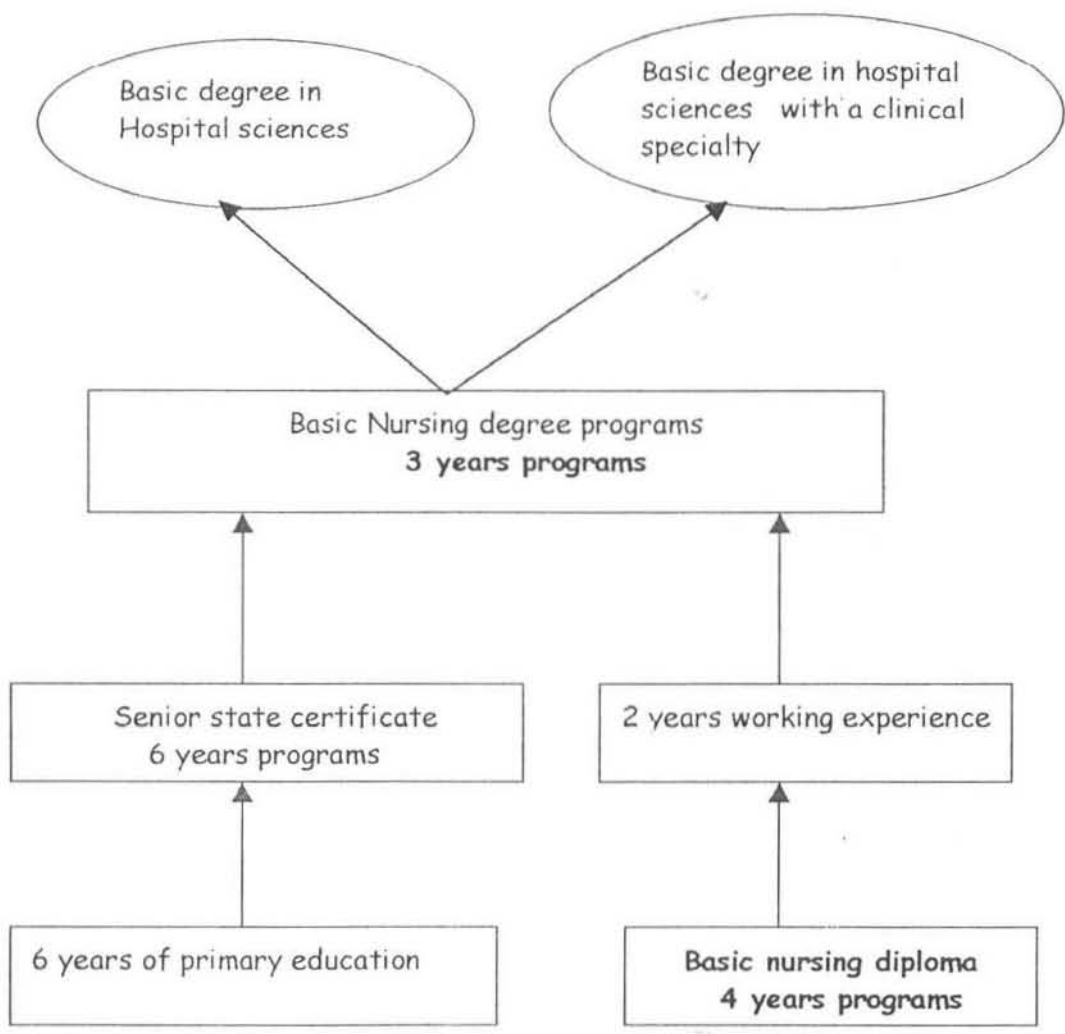 Basic degree in
Hospital sciences
Basic degree in hospital
sciences with a clinical
specialty
Basic Nursing degree programs
3 years programs
Senior state certificate
6 years programs
2 years working experience
6 years of primary education
Basic nursing diploma
4 years programs